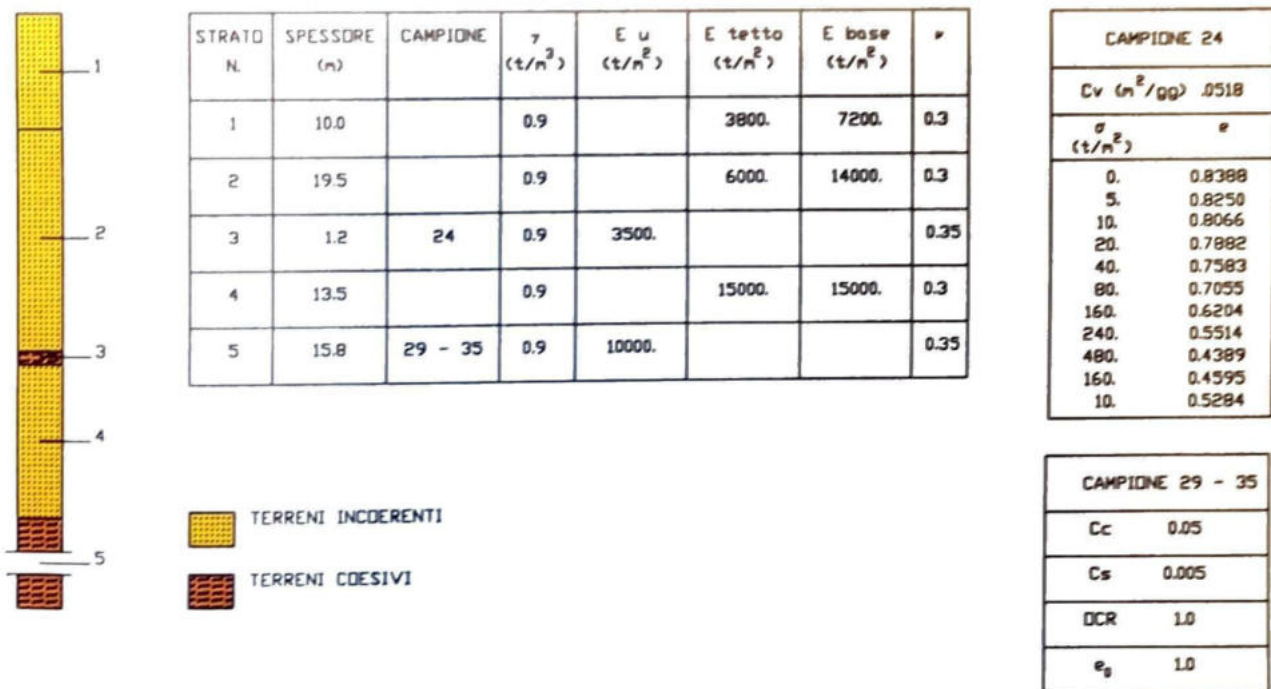 1
2
3
4
5
STRATO N. SPESSORE (m) CAMPIONE γ (t/m³) E u (t/m²) E tetto (t/m²) E base (t/m²) ν
1 10.0 0.9 3800. 7200. 0.3
2 19.5 0.9 6000. 14000. 0.3
3 1.2 24 0.9 3500. 0.35
4 13.5 0.9 15000. 15000. 0.3
5 15.8 29 - 35 0.9 10000. 0.35
TERRENI INCOERENTI
TERRENI COESIVI
CAMPIONE 24
Cv (m²/gg) .0518
σ (t/m²) e
0. 0.8388
5. 0.8250
10. 0.8066
20. 0.7882
40. 0.7583
80. 0.7055
160. 0.6204
240. 0.5514
480. 0.4389
160. 0.4595
10. 0.5284
CAMPIONE 29 - 35
Cc 0.05
Cs 0.005
OCR 1.0
e₀ 1.0